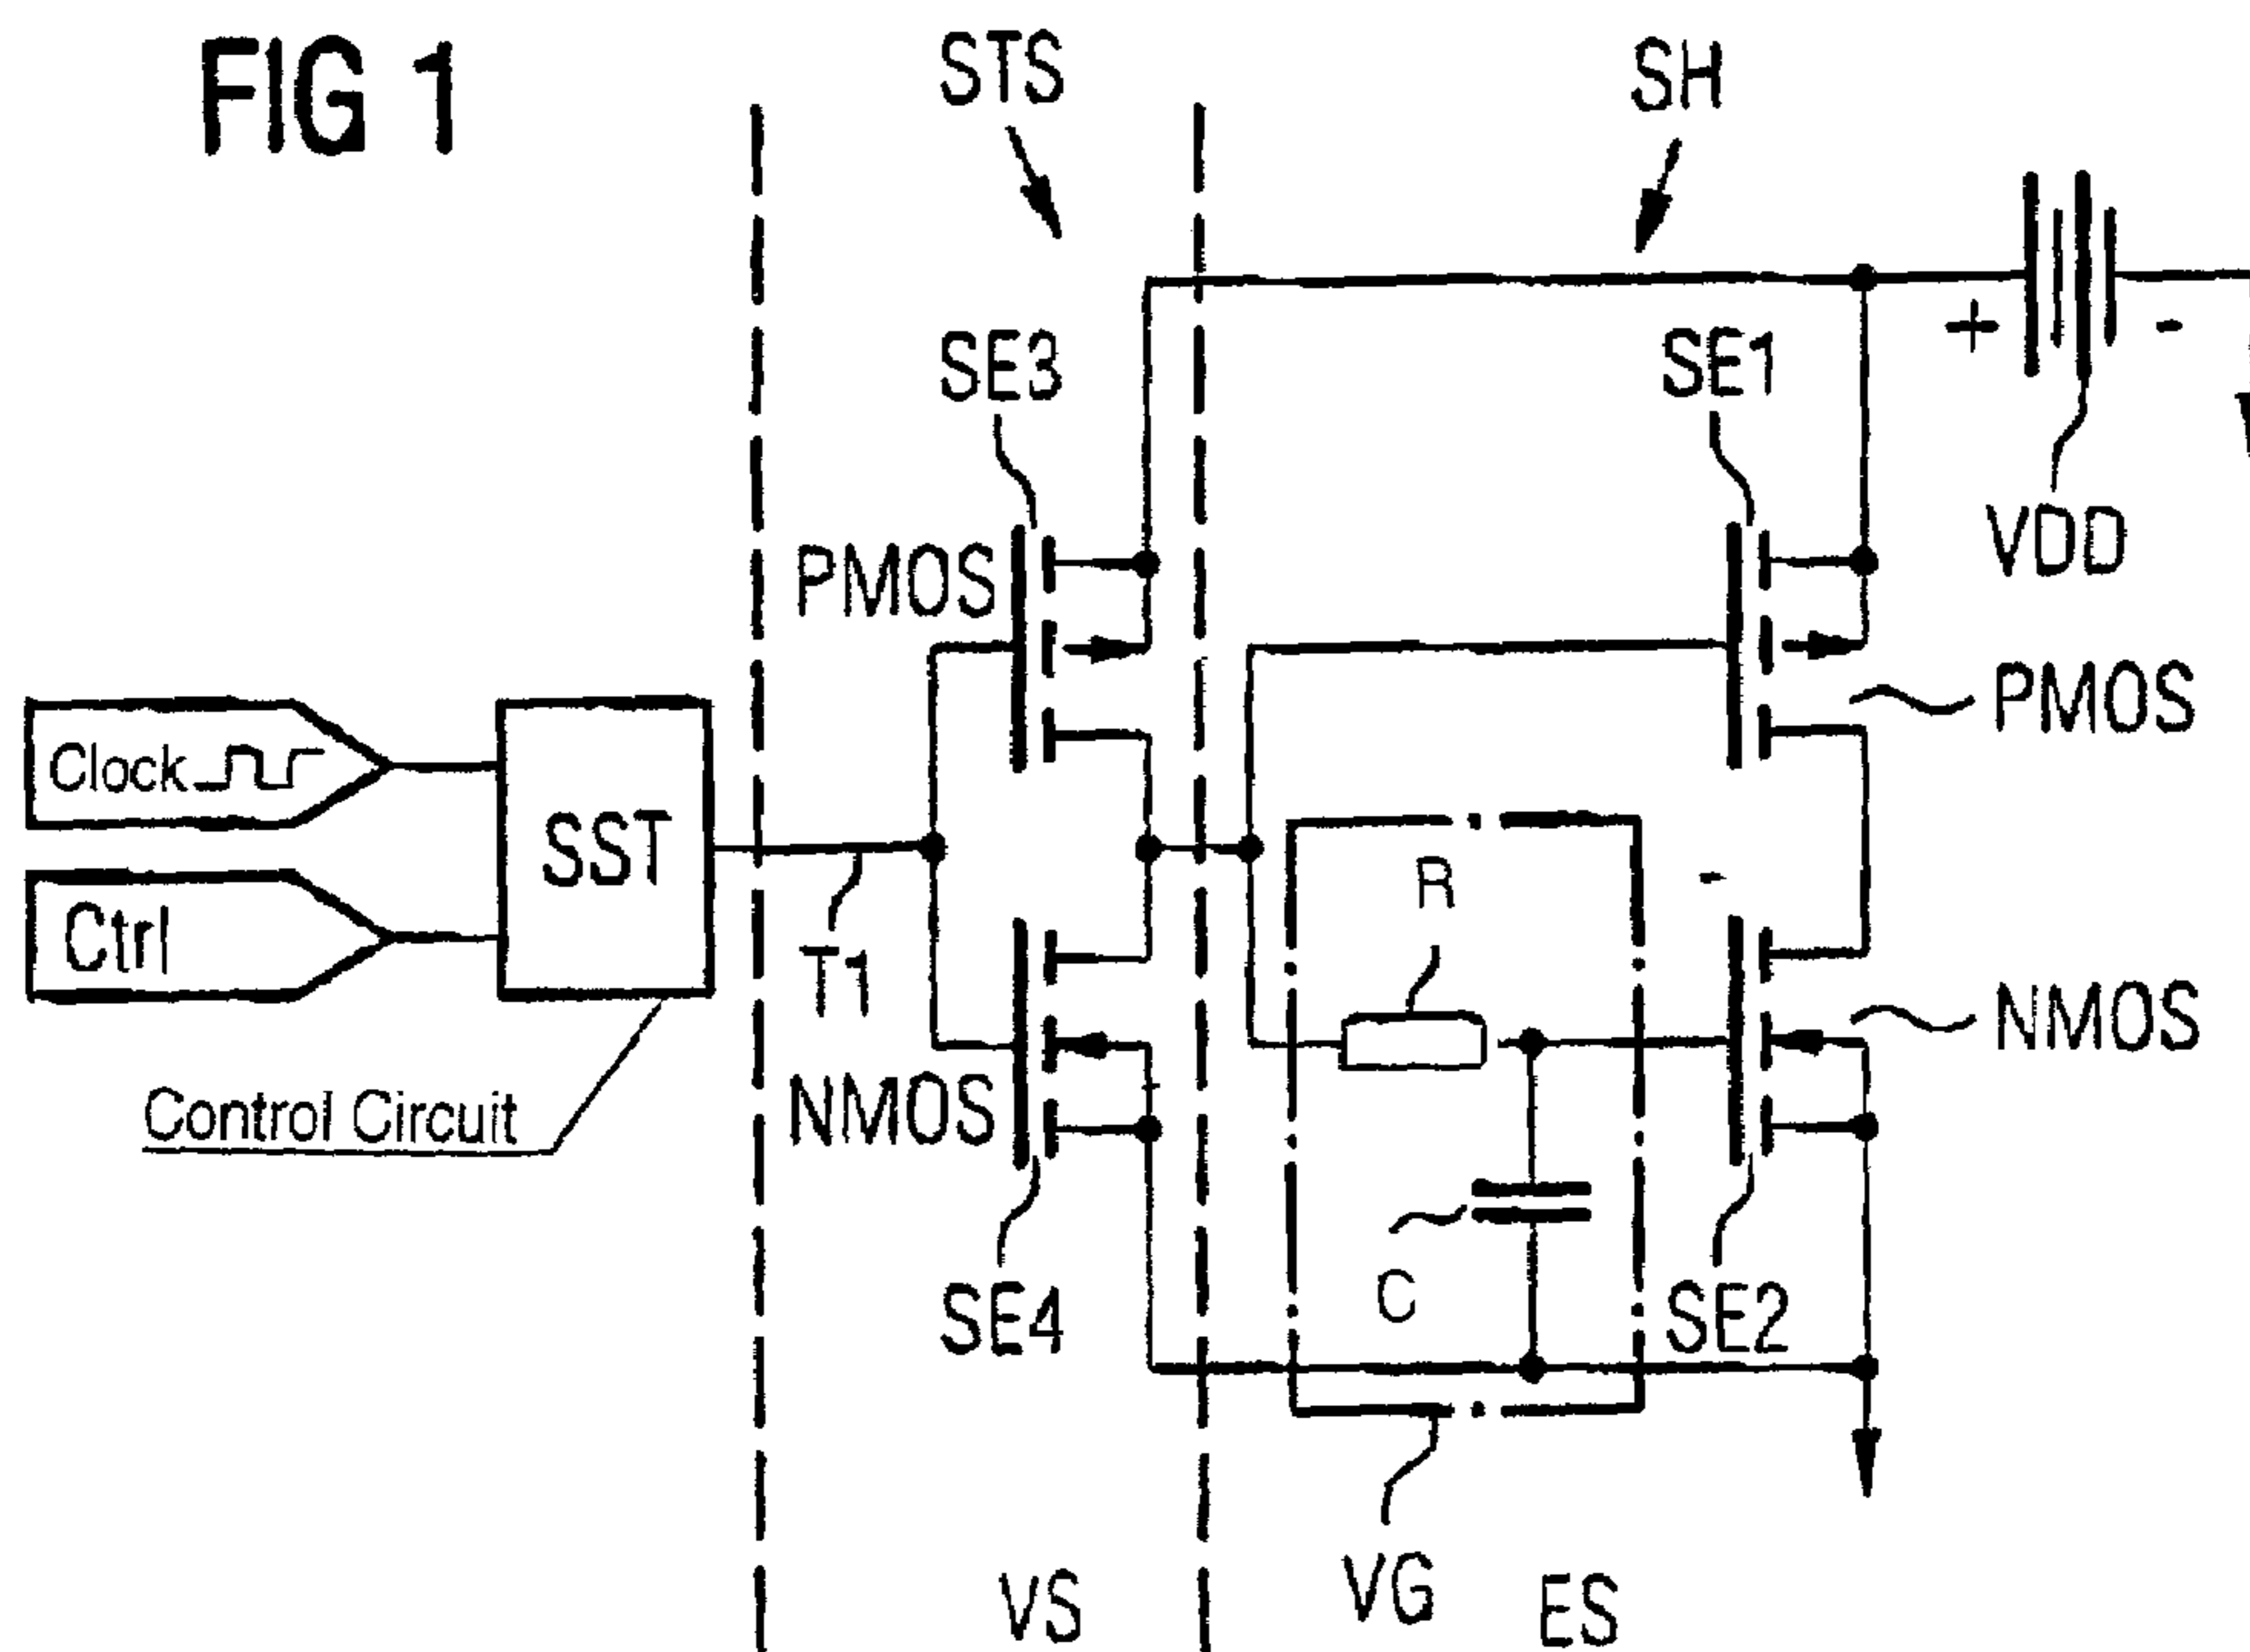 FIG 1
STS
SH
SE3
SE1
+
-
VDD
PMOS
PMOS
Clock
SST
Ctrl
T1
R
-
NMOS
NMOS
Control Circuit
C
SE4
SE2
VS
VG
ES